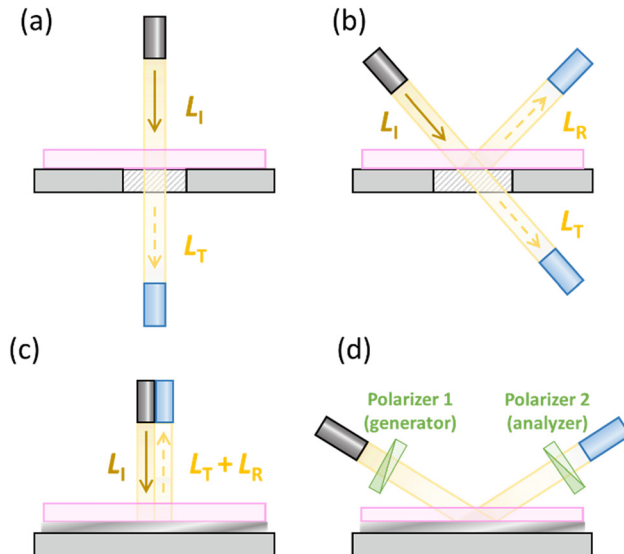 (a)
L_I
L_T
(b)
L_I
L_R
L_T
(c)
L_I
L_T + L_R
(d)
Polarizer 1
(generator)
Polarizer 2
(analyzer)